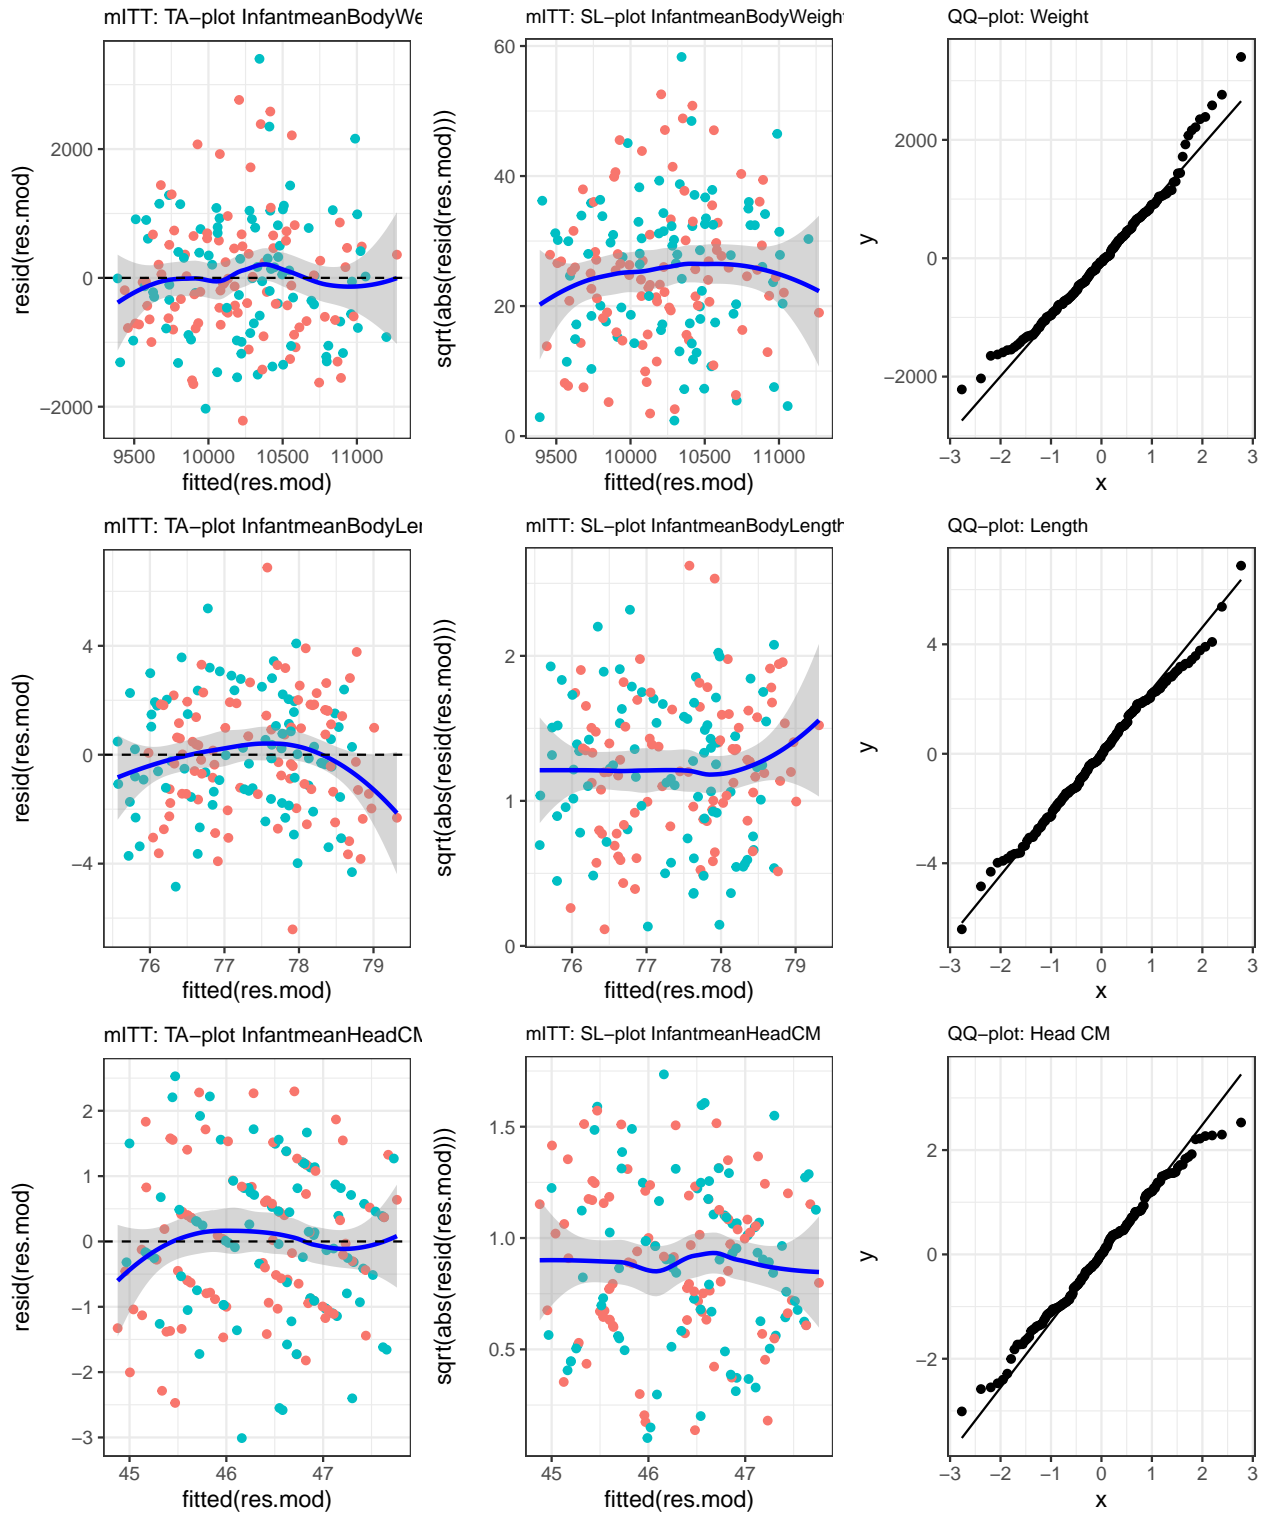 mITT: TA−plot InfantmeanBodyWe
resid(res.mod)
2000
0
−2000
9500 10000 10500 11000
fitted(res.mod)
mITT: SL−plot InfantmeanBodyWeight
sqrt(abs(resid(res.mod)))
60
40
20
0
9500 10000 10500 11000
fitted(res.mod)
QQ−plot: Weight
y
2000
0
−2000
−3 −2 −1 0 1 2 3
x
mITT: TA−plot InfantmeanBodyLen
resid(res.mod)
4
0
−4
76 77 78 79
fitted(res.mod)
mITT: SL−plot InfantmeanBodyLength
sqrt(abs(resid(res.mod)))
2
1
0
76 77 78 79
fitted(res.mod)
QQ−plot: Length
y
4
0
−4
−3 −2 −1 0 1 2 3
x
mITT: TA−plot InfantmeanHeadCM
resid(res.mod)
2
1
0
−1
−2
−3
45 46 47
fitted(res.mod)
mITT: SL−plot InfantmeanHeadCM
sqrt(abs(resid(res.mod)))
1.5
1.0
0.5
45 46 47
fitted(res.mod)
QQ−plot: Head CM
y
2
0
−2
−3 −2 −1 0 1 2 3
x